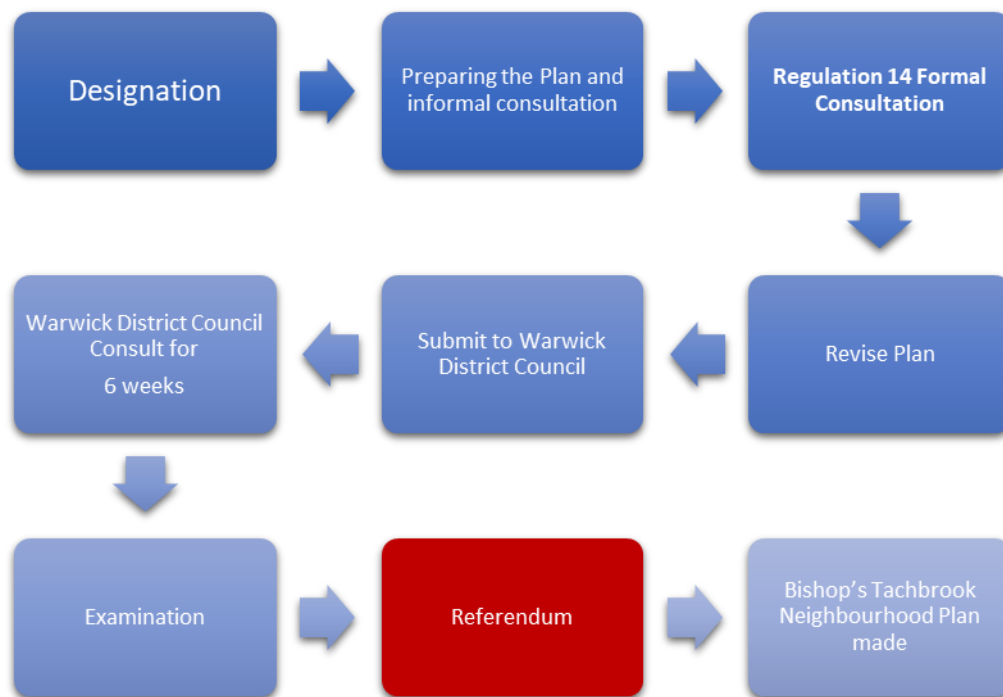 Designation
Preparing the Plan and
informal consultation
Regulation 14 Formal
Consultation
Revise Plan
Submit to Warwick
District Council
Warwick District Council
Consult for
6 weeks
Examination
Referendum
Bishop’s Tachbrook
Neighbourhood Plan
made